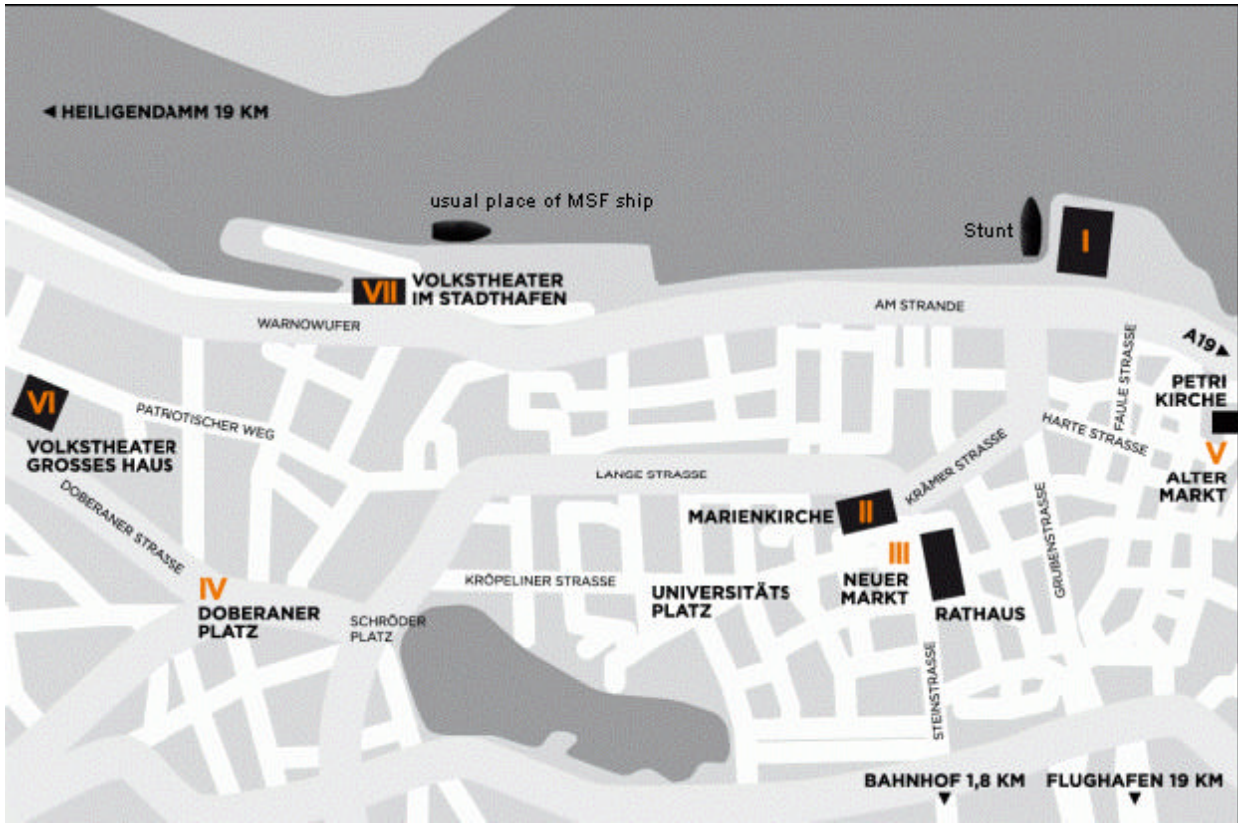 ◄ HEILIGENDAMM 19 KM
usual place of MSF ship
Stunt
I
VII
VOLKSTHEATER
IM STADTHAFEN
WARNOWUFER
AM STRANDE
A19►
FAULE STRASSE
PETRI
KIRCHE
VI
PATRIOTISCHER WEG
HARTE STRASSE
VOLKSTHEATER
GROSSES HAUS
V
ALTER
MARKT
LANGE STRASSE
KRÄMER STRASSE
DOBERANER STRASSE
MARIENKIRCHE
II
GRUBENSTRASSE
III
NEUER
MARKT
RATHAUS
IV
DOBERANER
PLATZ
KRÖPELINER STRASSE
UNIVERSITÄTS
PLATZ
SCHRÖDER
PLATZ
STEINSTRASSE
BAHNHOF 1,8 KM
▼
FLUGHAFEN 19 KM
▼